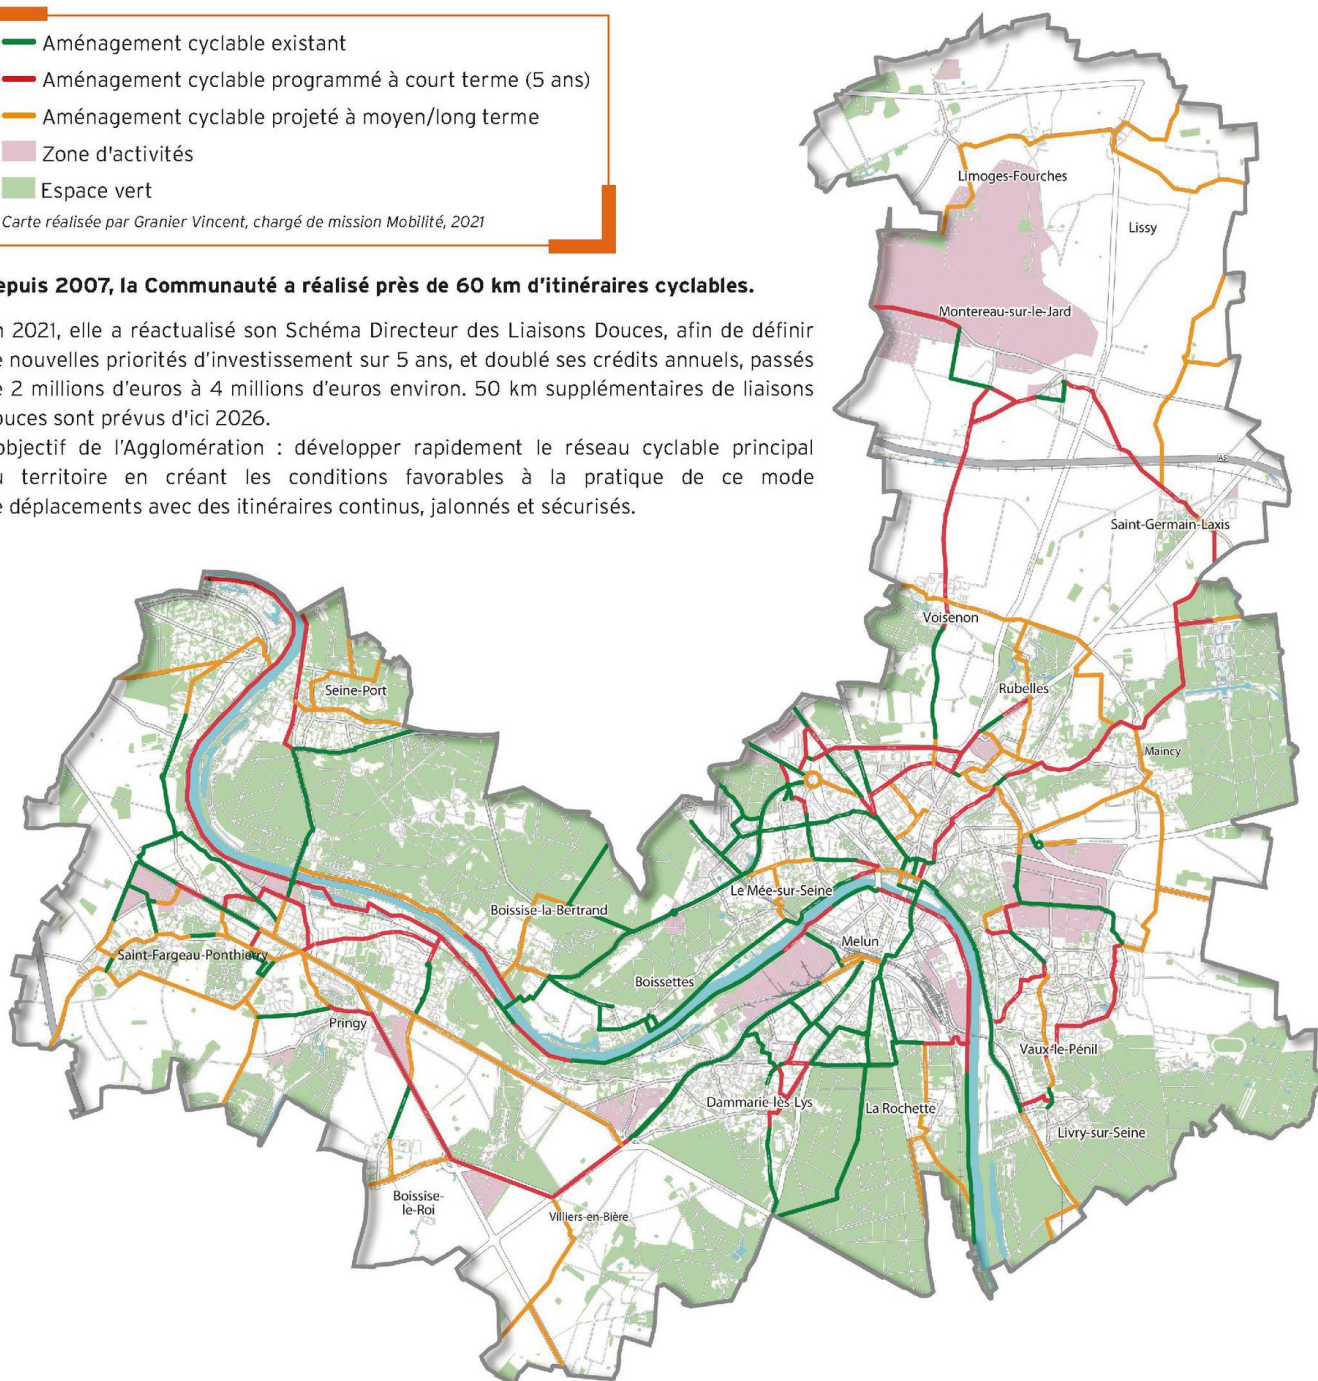 Aménagement cyclable existant
Aménagement cyclable programmé à court terme (5 ans)
Aménagement cyclable projeté à moyen/long terme
Zone d'activités
Espace vert
Carte réalisée par Granier Vincent, chargé de mission Mobilité, 2021
epuis 2007, la Communauté a réalisé près de 60 km d'itinéraires cyclables.
n 2021, elle a réactualisé son Schéma Directeur des Liaisons Douces, afin de définir
e nouvelles priorités d'investissement sur 5 ans, et doublé ses crédits annuels, passés
e 2 millions d'euros à 4 millions d'euros environ. 50 km supplémentaires de liaisons
ouces sont prévus d'ici 2026.
objectif de l'Agglomération : développer rapidement le réseau cyclable principal
u territoire en créant les conditions favorables à la pratique de ce mode
e déplacements avec des itinéraires continus, jalonnés et sécurisés.
Limoges-Fourches
Lissy
Montereau-sur-le-Jard
A5
Saint-Germain-Laxis
Voisenon
Rubelles
Seine-Port
Maincy
Le Mée-sur-Seine
Boissise-la-Bertrand
Melun
Saint-Fargeau-Ponthierry
Boissettes
Pringy
Vaux-le-Pénil
Dammarie-les-Lys
La Rochette
Livry-sur-Seine
Boissise-
le-Roi
Villiers-en-Bière